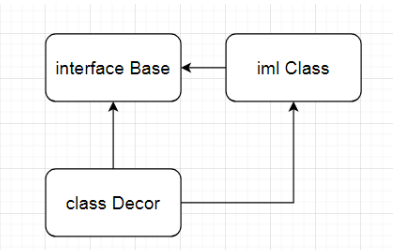 interface Base
iml Class
class Decor